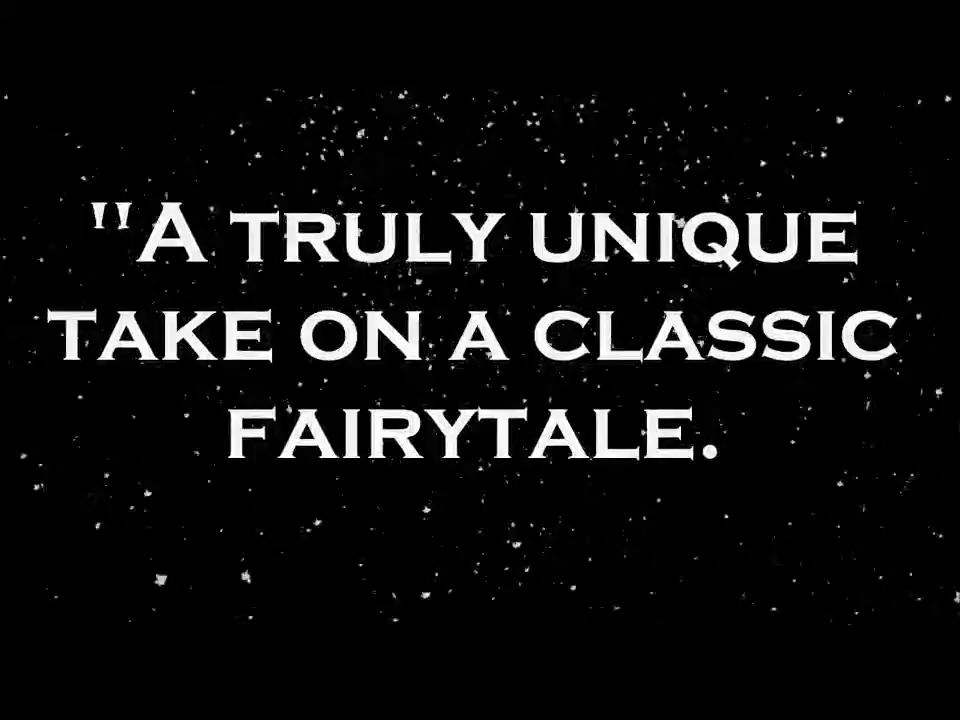 "A TRULY UNIQUE
TAKE ON A CLASSIC
FAIRYTALE.